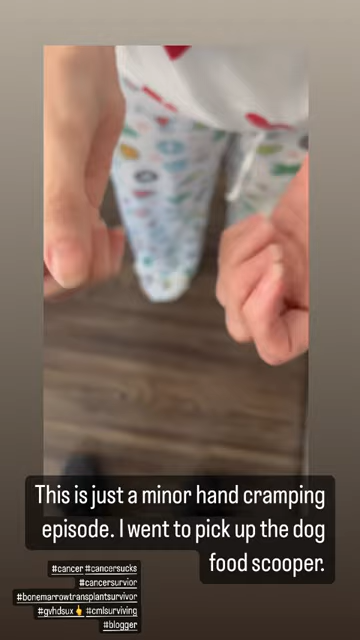 This is just a minor hand cramping
episode. I went to pick up the dog
food scooper.
#cancer #cancersucks
#cancersurvior
#bonemarrowtransplantsurvivor
#gvhdsux👆 #cmlsurviving
#blogger